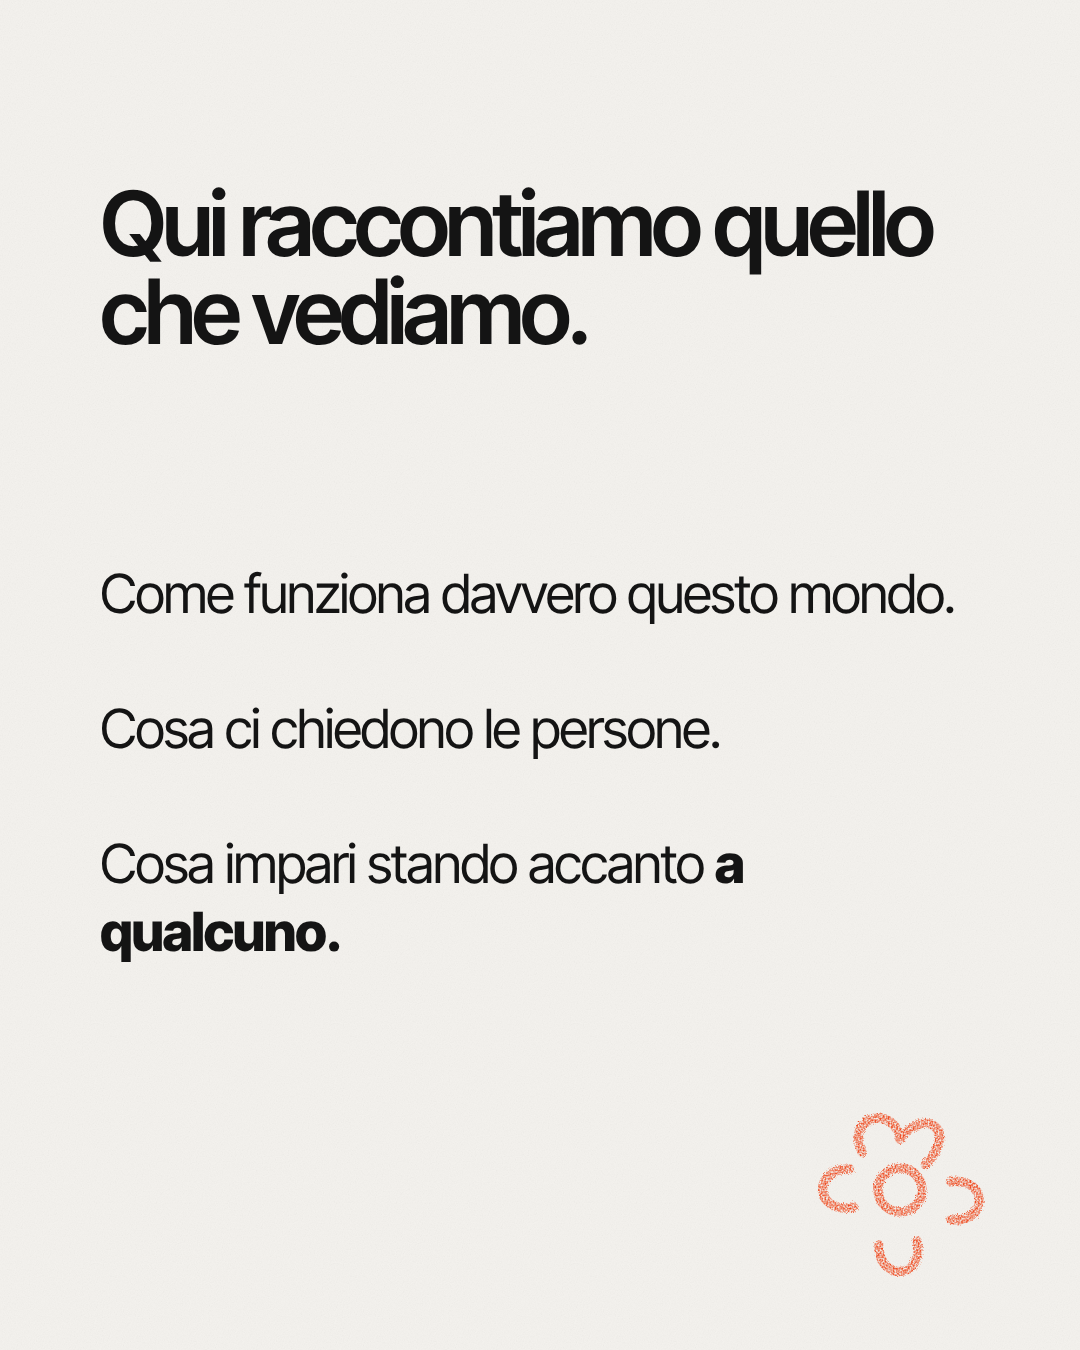 Qui raccontiamo quello
che vediamo.
Come funziona davvero questo mondo.
Cosa ci chiedono le persone.
Cosa impari stando accanto a
qualcuno.